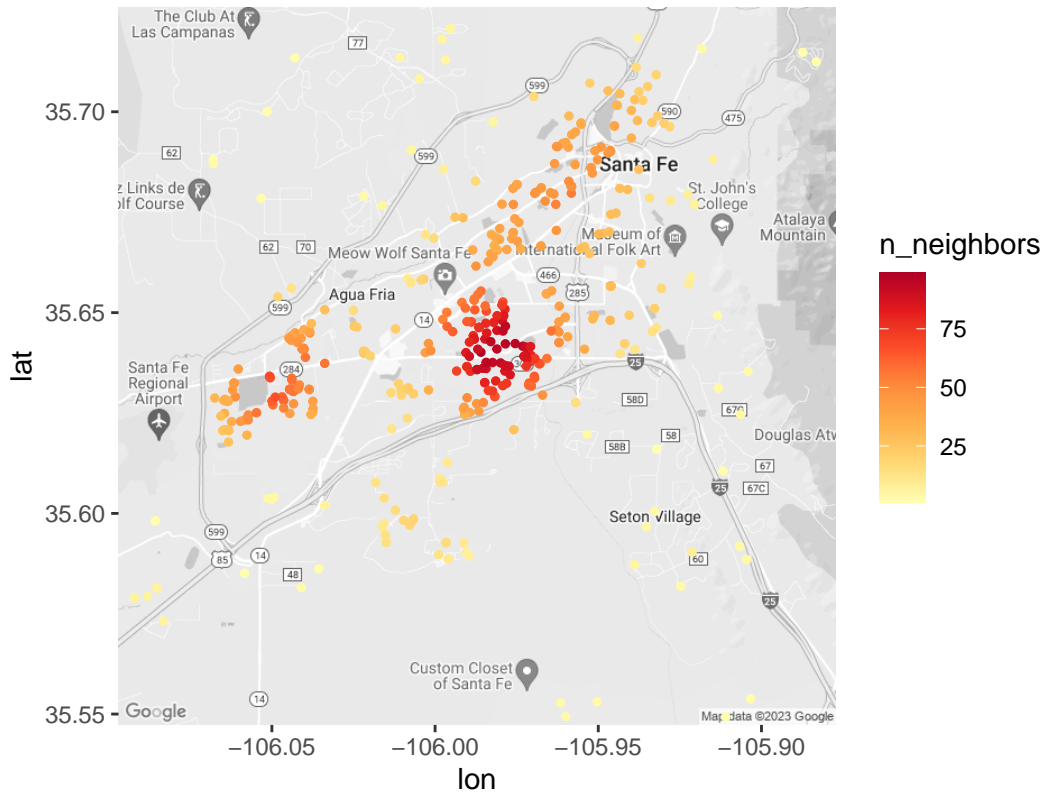 The Club At
Las Campanas
77
599
35.70
590
475
62
599
Santa Fe
z Links de
olf Course
St. John's
College
Atalaya
Mountain
62
70
Museum of
International Folk Art
Meow Wolf Santa Fe
466
285
Agua Fria
599
14
35.65
lat
Santa Fe
Regional
Airport
284
25
58D
67C
58
58B
Douglas Atw
67
67C
25
35.60
Seton Village
599
85
14
60
48
25
Custom Closet
of Santa Fe
14
35.55
Google
Map data ©2023 Google
−106.05
−106.00
−105.95
−105.90
lon
n_neighbors
75
50
25